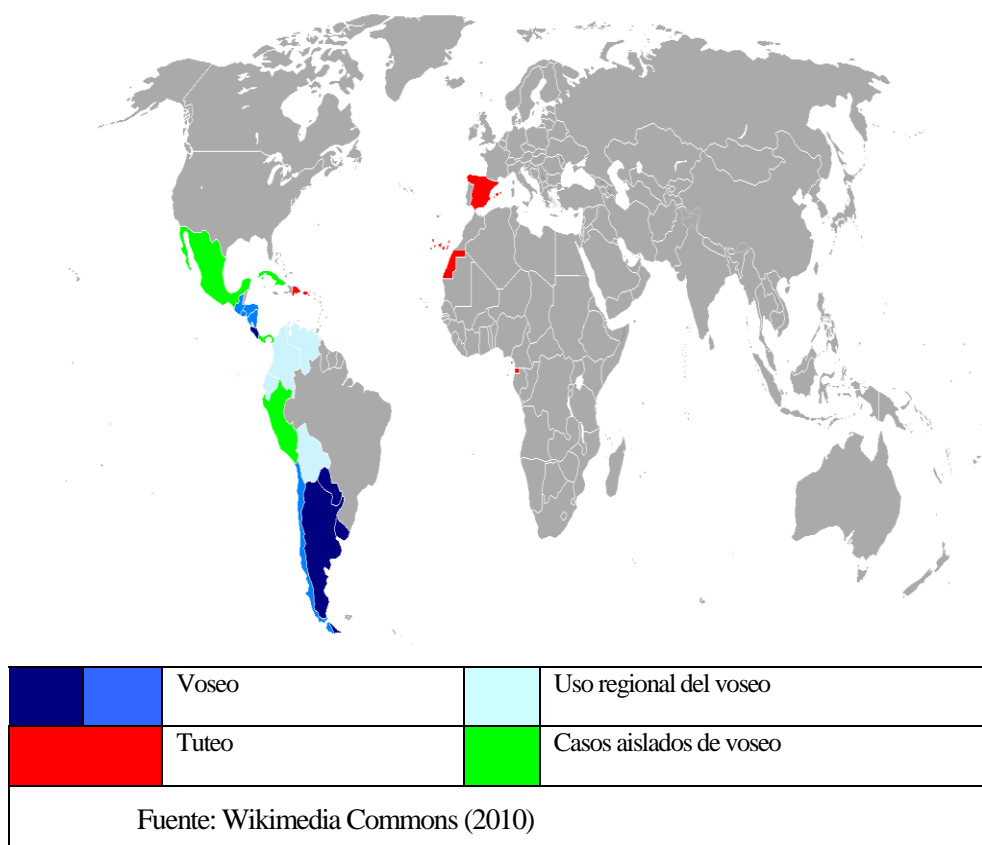 Voseo
Uso regional del voseo
Tuteo
Casos aislados de voseo
Fuente: Wikimedia Commons (2010)